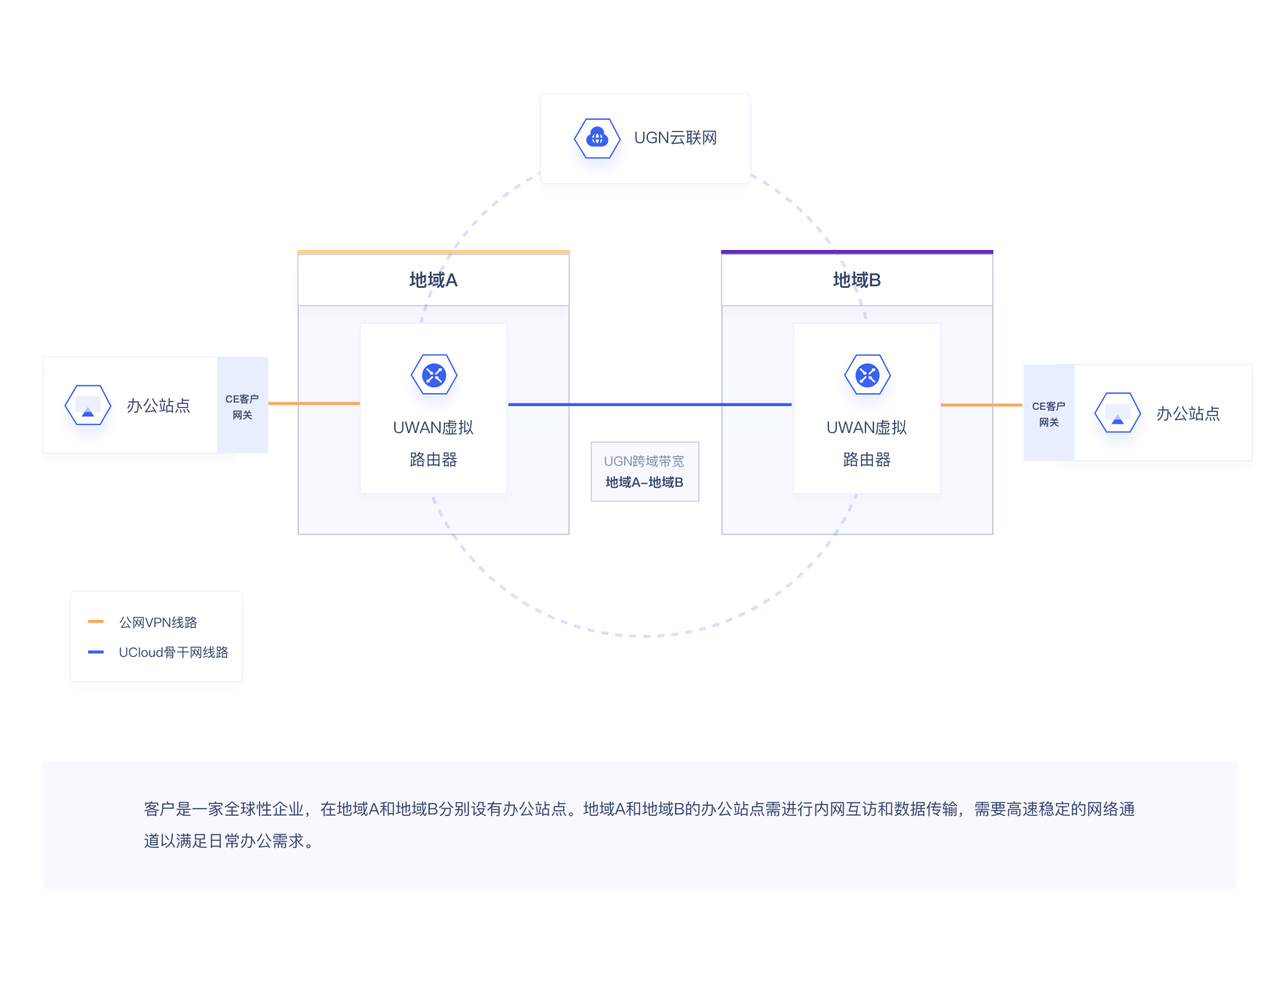 UGN云联网
地域A
地域B
办公站点
CE客户
网关
UWAN虚拟
路由器
UGN跨域带宽
地域A-地域B
UWAN虚拟
路由器
CE客户
网关
办公站点
公网VPN线路
UCloud骨干网线路
客户是一家全球性企业，在地域A和地域B分别设有办公站点。地域A和地域B的办公站点需进行内网互访和数据传输，需要高速稳定的网络通
道以满足日常办公需求。